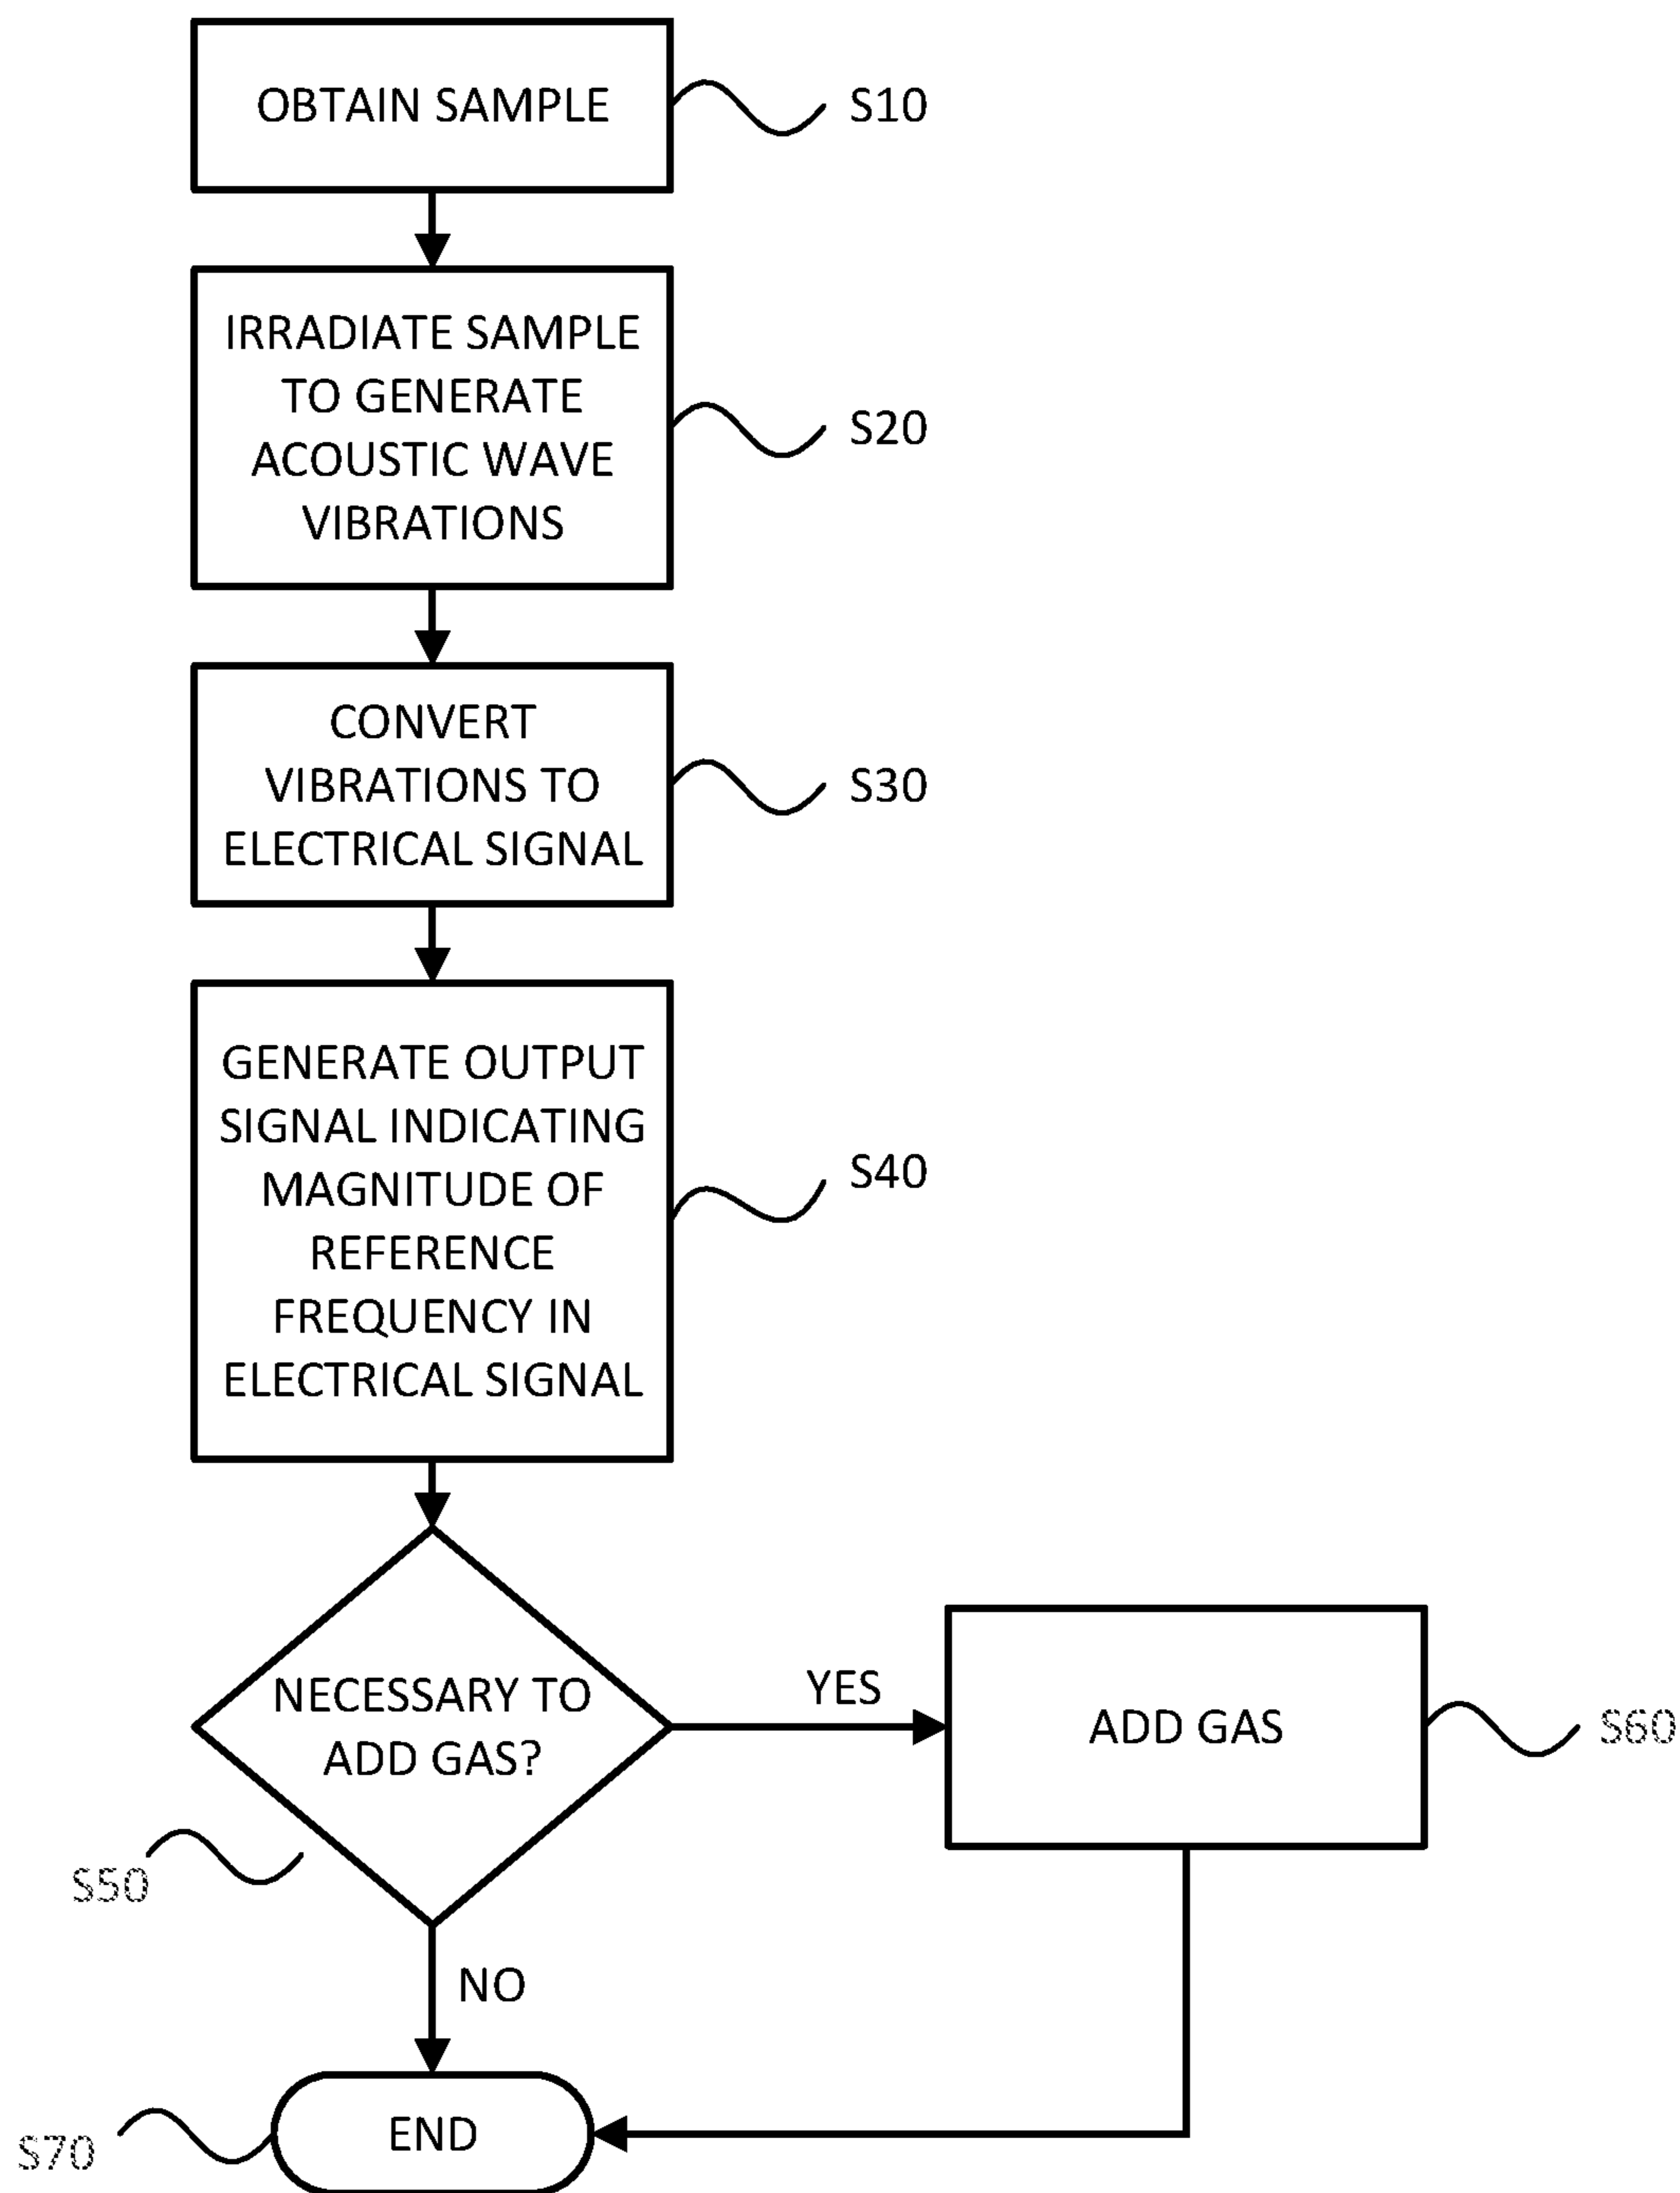 OBTAIN SAMPLE
S10
IRRADIATE SAMPLE
TO GENERATE
ACOUSTIC WAVE
VIBRATIONS
S20
CONVERT
VIBRATIONS TO
ELECTRICAL SIGNAL
S30
GENERATE OUTPUT
SIGNAL INDICATING
MAGNITUDE OF
REFERENCE
FREQUENCY IN
ELECTRICAL SIGNAL
S40
NECESSARY TO
ADD GAS?
S50
YES
ADD GAS
S60
NO
END
S70